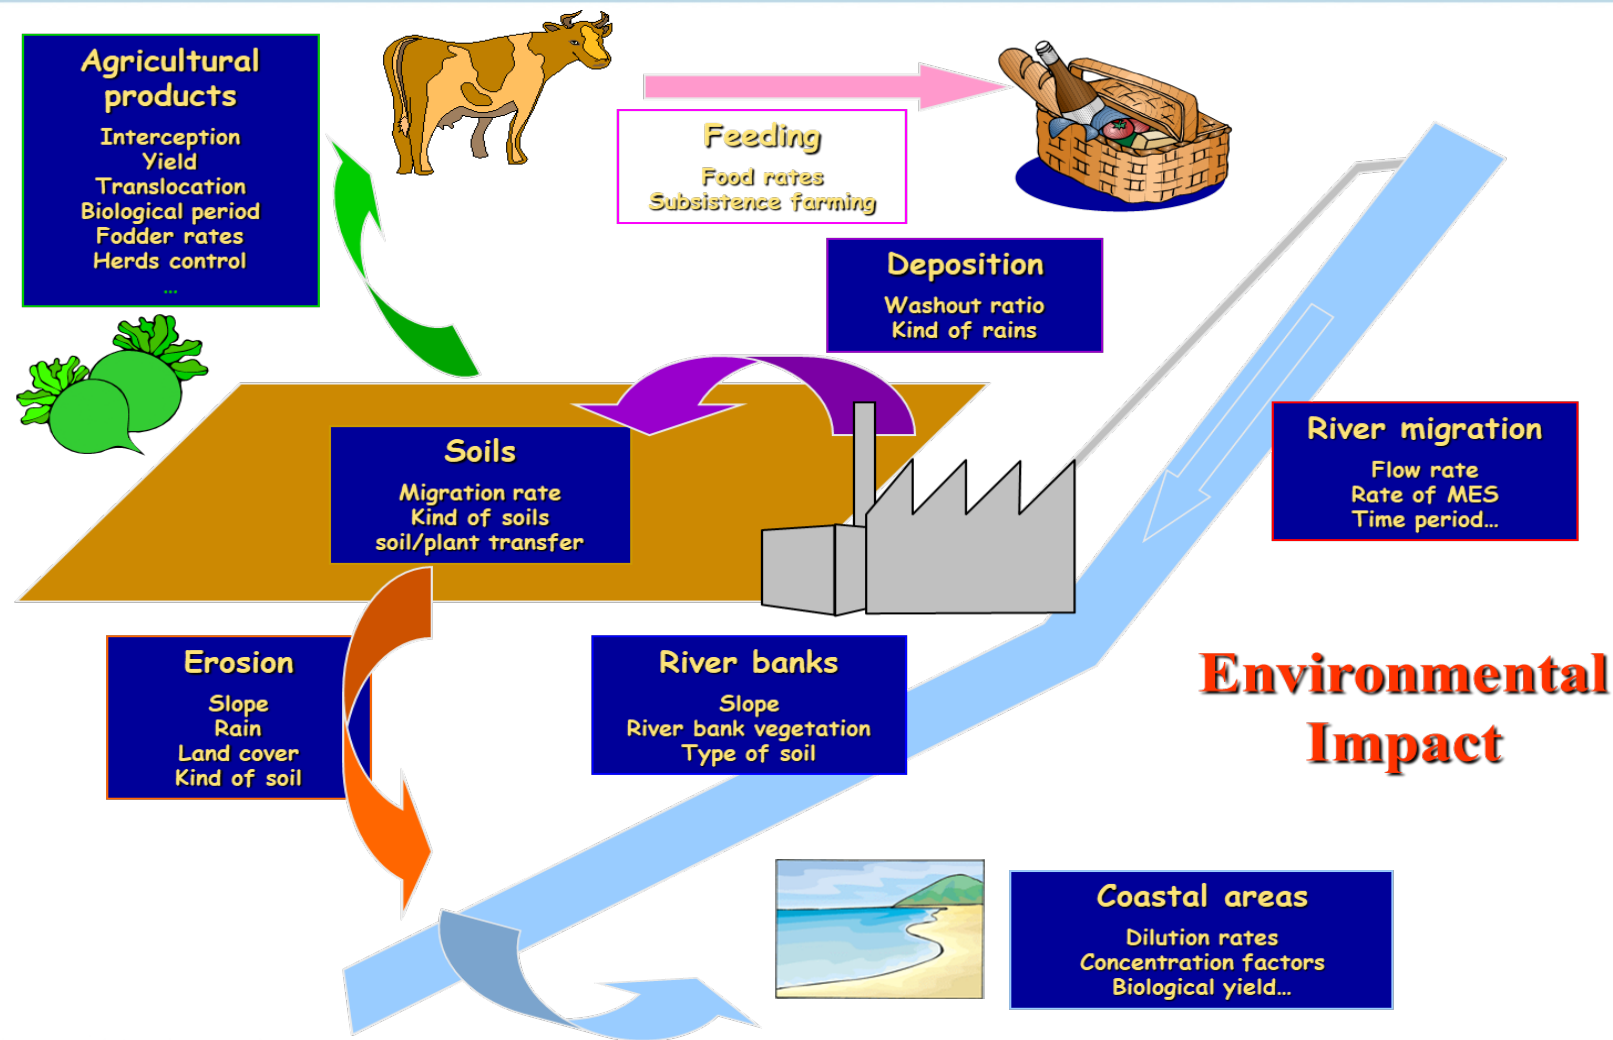 Agricultural
products
Interception
Yield
Translocation
Biological period
Fodder rates
Herds control
...
Feeding
Food rates
Subsistence farming
Deposition
Washout ratio
Kind of rains
River migration
Flow rate
Rate of MES
Time period...
Soils
Migration rate
Kind of soils
soil/plant transfer
Erosion
Slope
Rain
Land cover
Kind of soil
River banks
Slope
River bank vegetation
Type of soil
Environmental
Impact
Coastal areas
Dilution rates
Concentration factors
Biological yield...